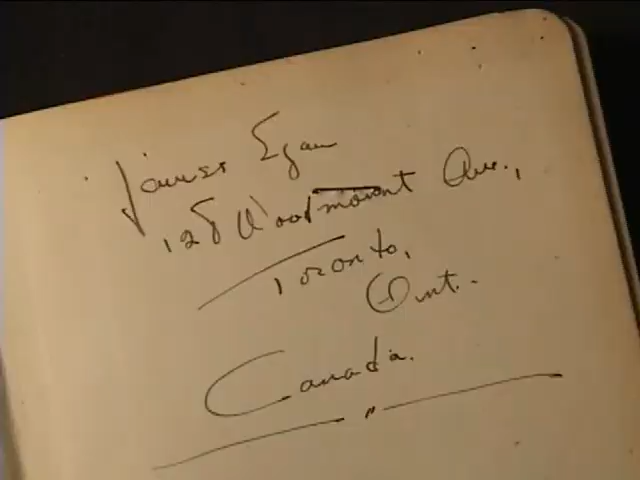 James Egan
128 Woodmount Ave.,
Toronto,
Ont.
Canada.